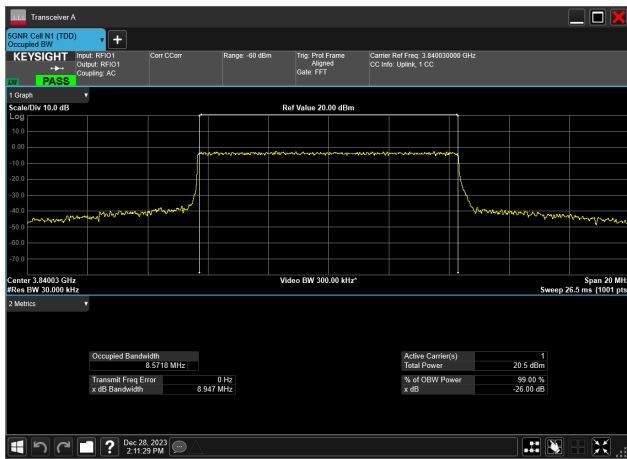 Transceiver A
5GNR Cell N1 (TDD)
Occupied BW
KEYSIGHT
Input: RFIO1
Output: RFIO1
Coupling: AC
Corr CCorr
Range: -60 dBm
Trig: Prot Frame
Aligned
Gate: FFT
Carrier Ref Freq: 3.840030000 GHz
CC Info: Uplink, 1 CC
PASS
1 Graph
Scale/Div 10.0 dB
Ref Value 20.00 dBm
Log
10.0
0.00
-10.0
-20.0
-30.0
-40.0
-50.0
-60.0
-70.0
Center 3.84003 GHz
Video BW 300.00 kHz*
Span 20 MH
#Res BW 30.000 kHz
Sweep 26.5 ms (1001 pts
2 Metrics
Occupied Bandwidth
8.5718 MHz
Transmit Freq Error 0 Hz
x dB Bandwidth 8.947 MHz
Active Carrier(s) 1
Total Power 20.5 dBm
% of OBW Power 99.00 %
x dB -26.00 dB
Dec 28, 2023
2:11:29 PM